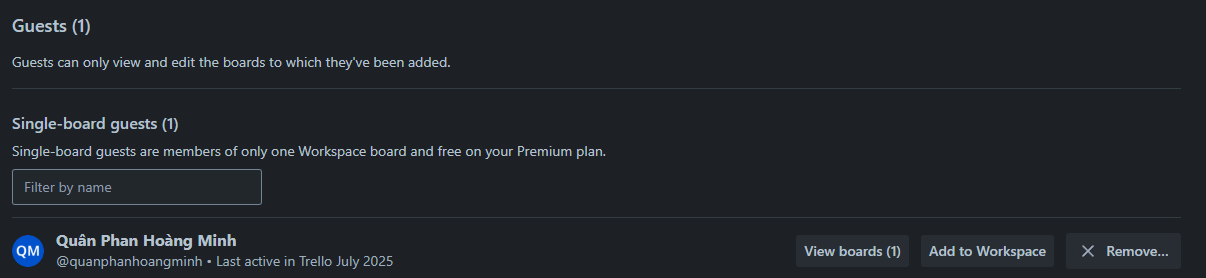 Guests (1)
Guests can only view and edit the boards to which they've been added.
Single-board guests (1)
Single-board guests are members of only one Workspace board and free on your Premium plan.
Filter by name
QM
Quân Phan Hoàng Minh
@quanphanhoangminh • Last active in Trello July 2025
View boards (1)
Add to Workspace
Remove...